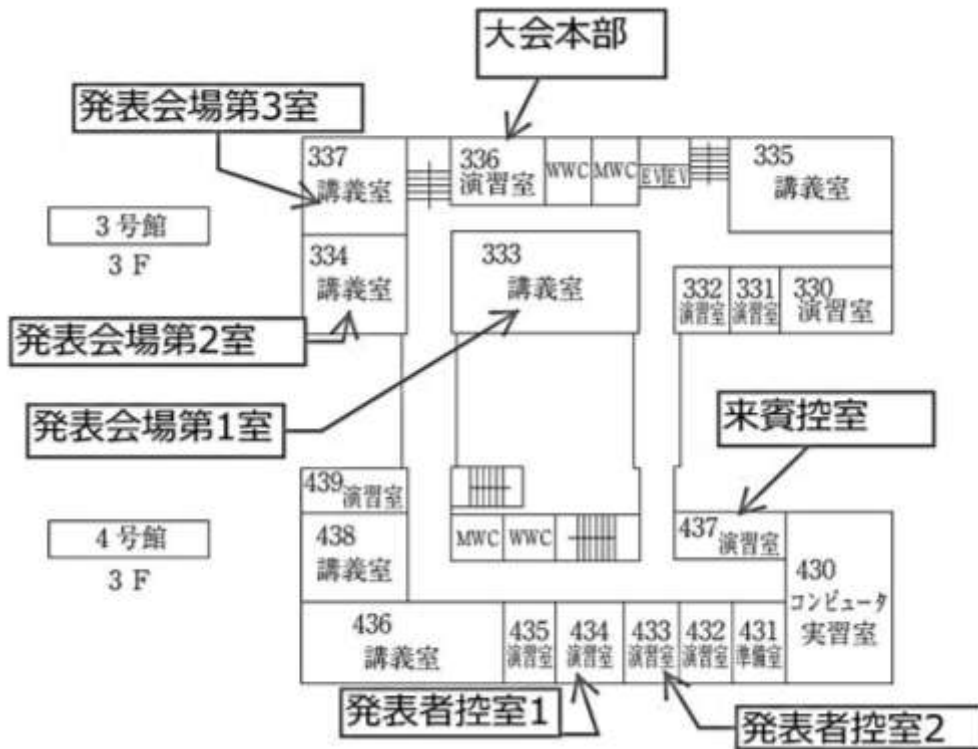 大会本部
発表会場第3室
337
講義室
336
演習室
WWC
MWC
EV
EV
335
講義室
3号館
3F
334
講義室
333
講義室
332
演習室
331
演習室
330
演習室
発表会場第2室
発表会場第1室
来賓控室
439
演習室
4号館
3F
438
講義室
MWC
WWC
437
演習室
430
コンピュータ
実習室
436
講義室
435
演習室
434
演習室
433
演習室
432
演習室
431
準備室
発表者控室1
発表者控室2